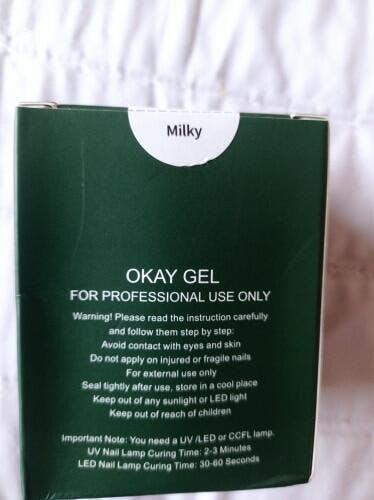 Milky
OKAY GEL
FOR PROFESSIONAL USE ONLY
Warning! Please read the instruction carefully
and follow them step by step:
Avoid contact with eyes and skin
Do not apply on injured or fragile nails
For external use only
Seal tightly after use, store in a cool place
Keep out of any sunlight or LED light
Keep out of reach of children
Important Note: You need a UV /LED or CCFL lamp.
UV Nail Lamp Curing Time: 2-3 Minutes
LED Nail Lamp Curing Time: 30-60 Seconds